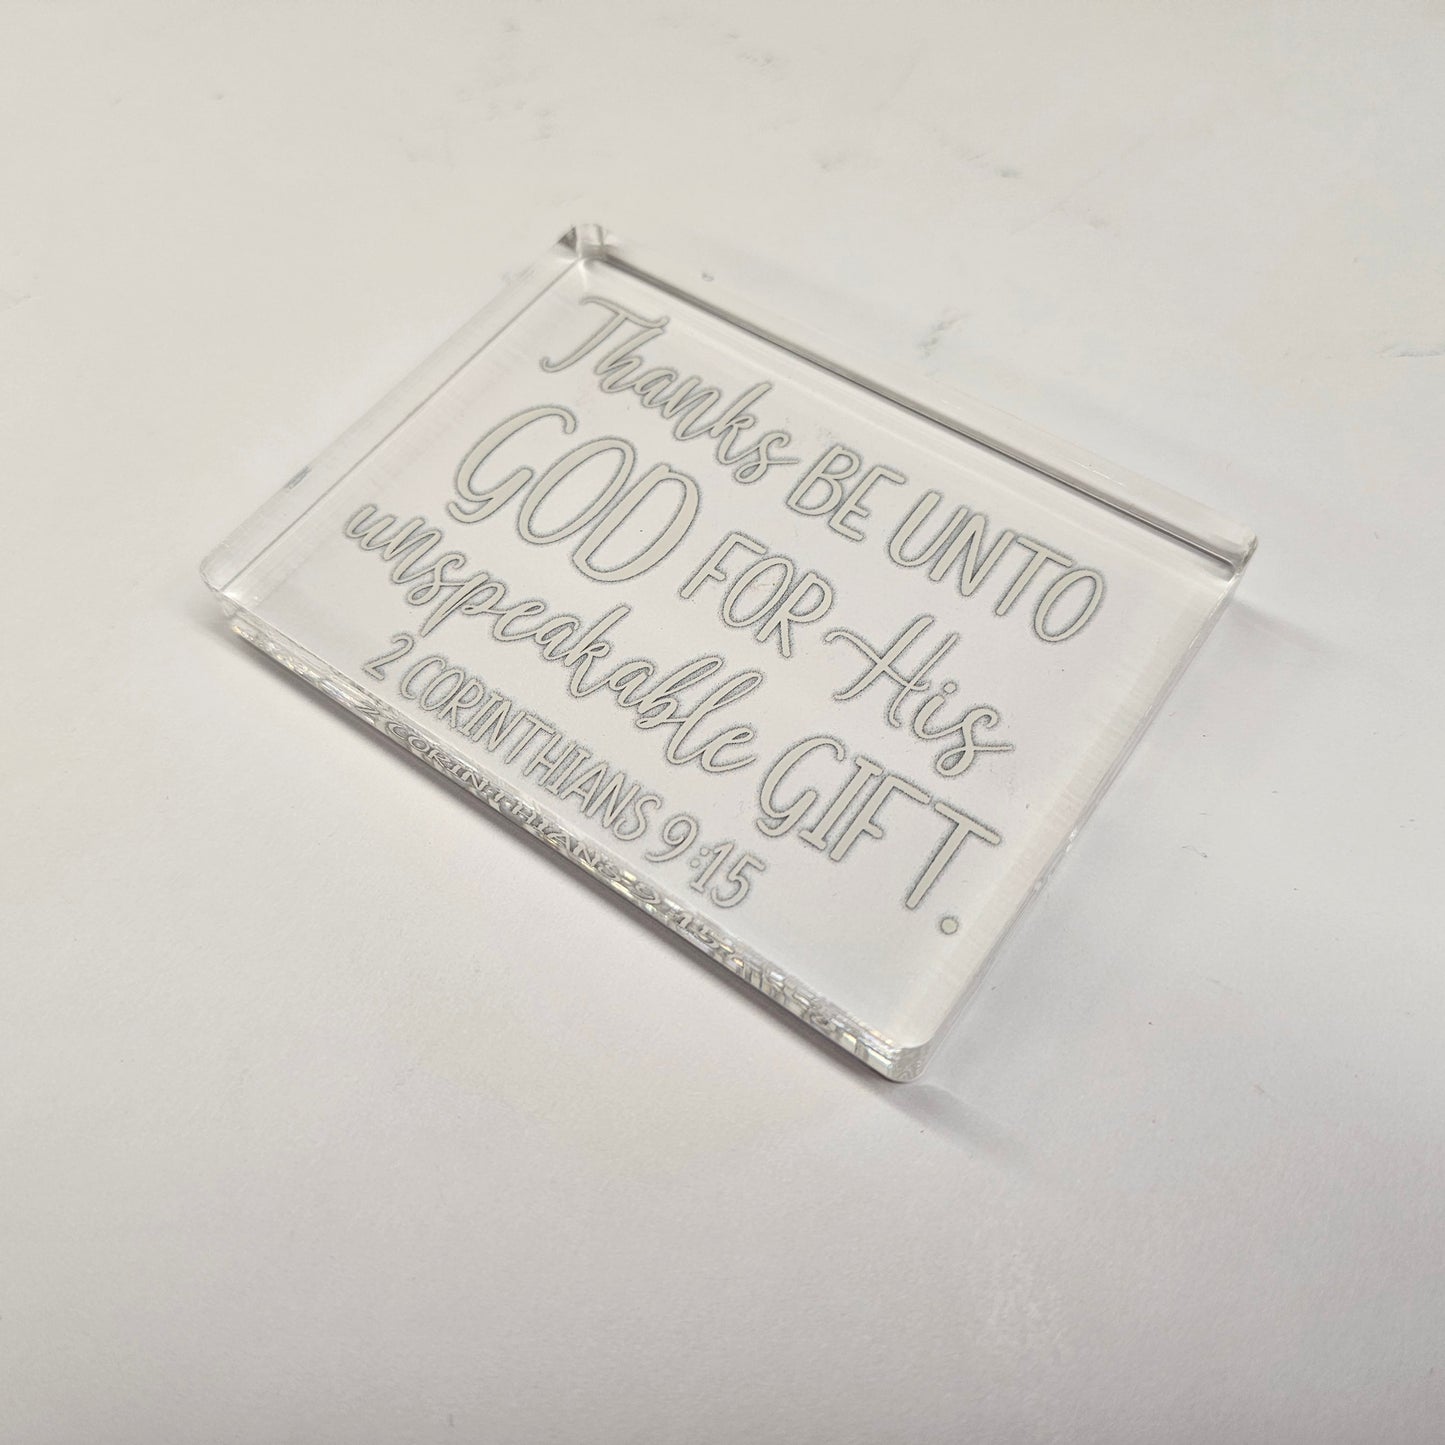 Thanks BE UNTO
GOD FOR His
unspeakable GIFT.
2 CORINTHIANS 9:15